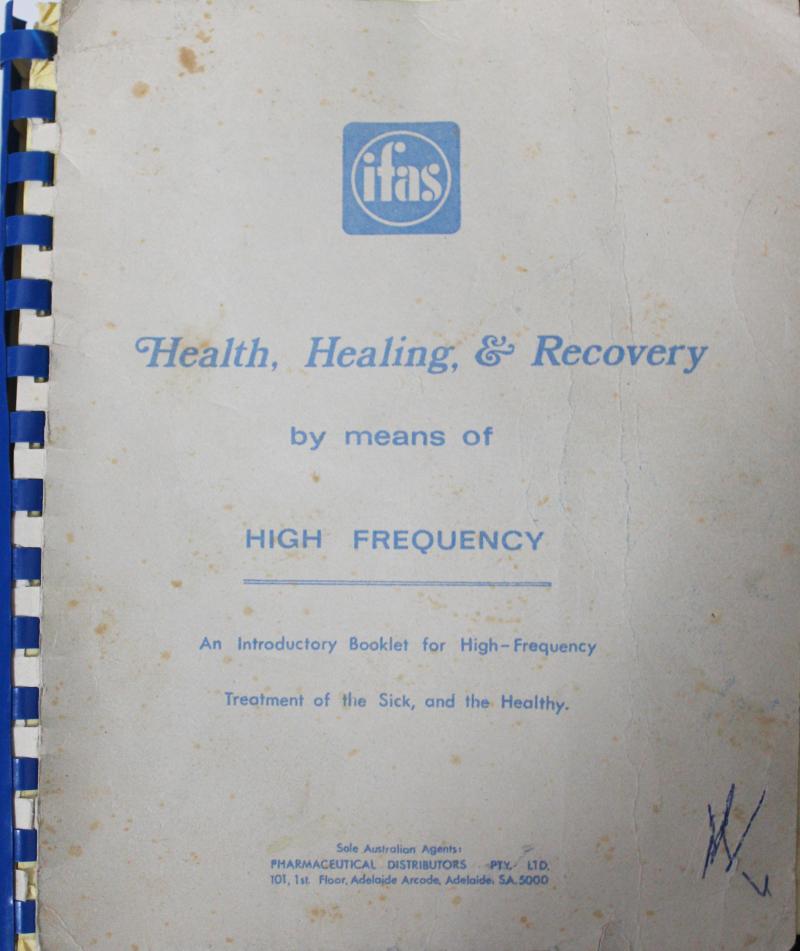 ifas
Health, Healing, & Recovery
by means of
HIGH FREQUENCY
An Introductory Booklet for High-Frequency
Treatment of the Sick, and the Healthy.
Sole Australian Agents:
PHARMACEUTICAL DISTRIBUTORS PTY. LTD.
101, 1st. Floor, Adelaide Arcade, Adelaide. S.A. 5000